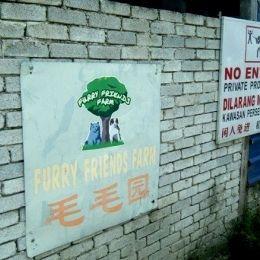 FURRY FRIENDS
FARM
FURRY FRIENDS FARM
毛毛园
NO EN
PRIVATE PRO
DILARANG M
KAWASAN PERSE
闲人免进